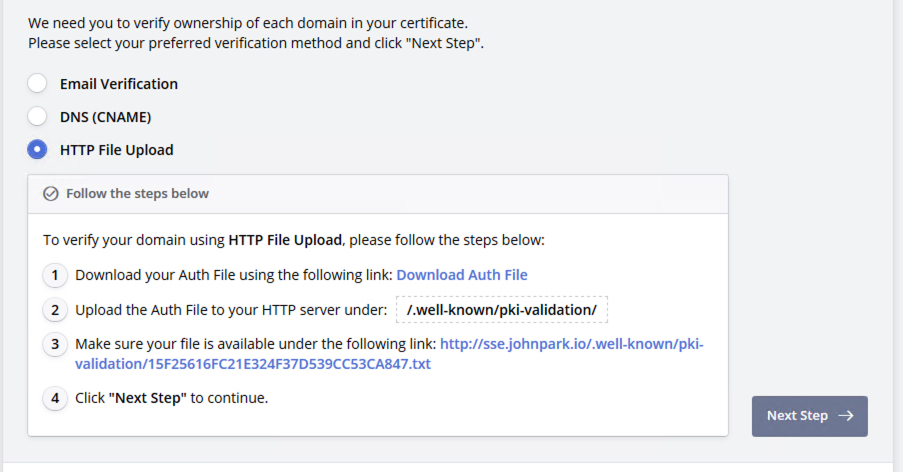 We need you to verify ownership of each domain in your certificate.
Please select your preferred verification method and click "Next Step".
Email Verification
DNS (CNAME)
HTTP File Upload
Follow the steps below
To verify your domain using HTTP File Upload, please follow the steps below:
1 Download your Auth File using the following link: Download Auth File
2 Upload the Auth File to your HTTP server under: /.well-known/pki-validation/
3 Make sure your file is available under the following link: http://sse.johnpark.io/.well-known/pki-
validation/15F25616FC21E324F37D539CC53CA847.txt
4 Click "Next Step" to continue.
Next Step →